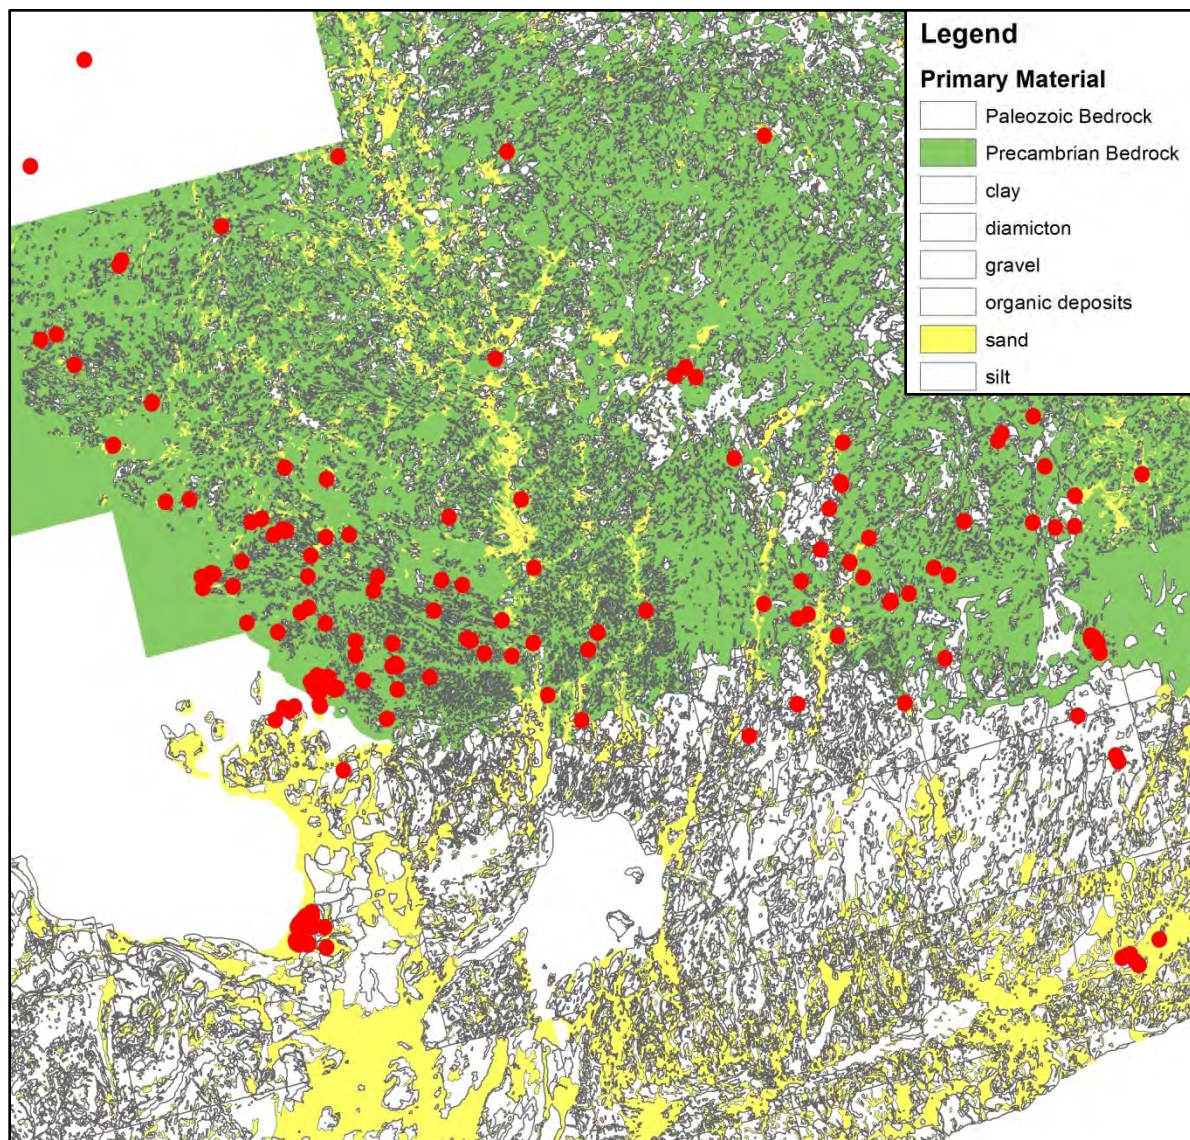 Legend
Primary Material
Paleozoic Bedrock
Precambrian Bedrock
clay
diamicton
gravel
organic deposits
sand
silt